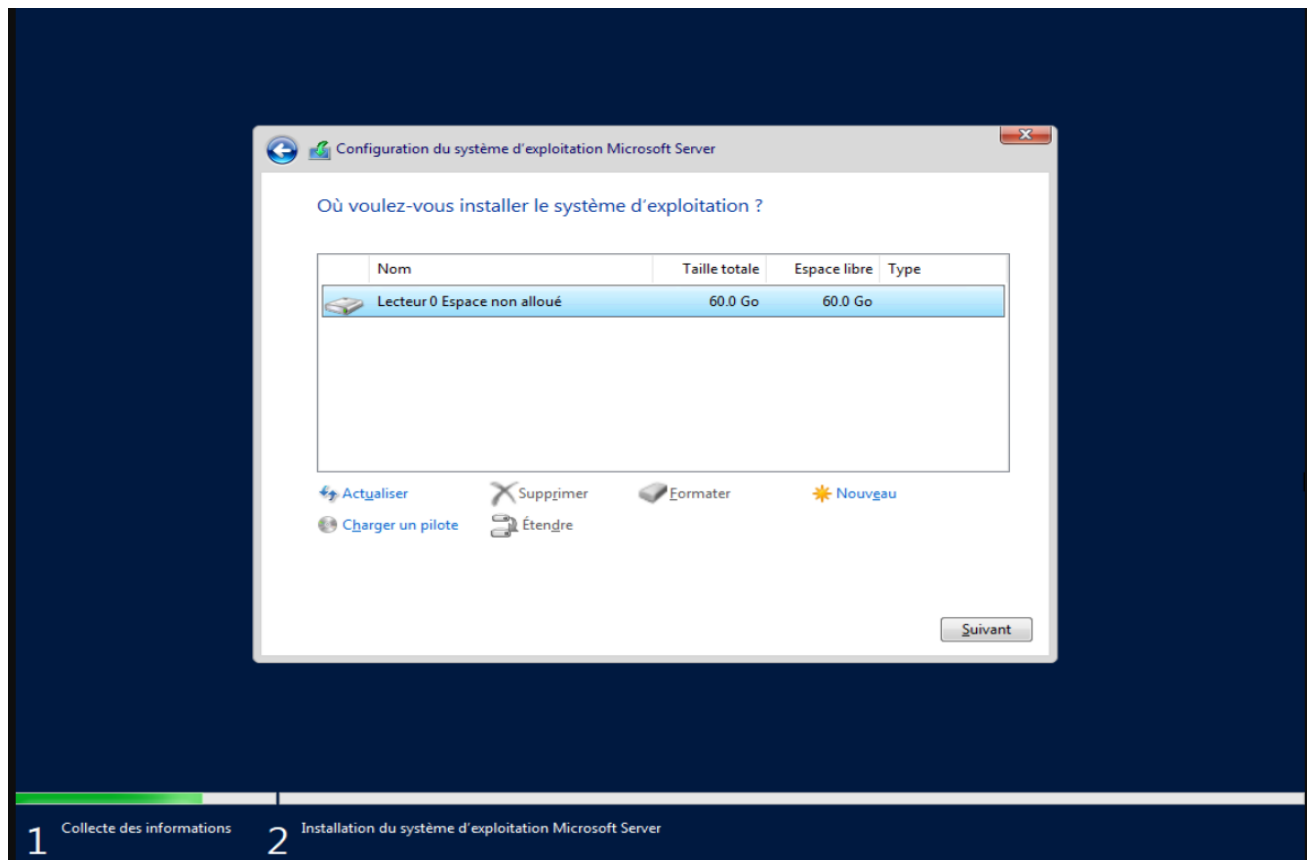 Configuration du système d'exploitation Microsoft Server
Où voulez-vous installer le système d'exploitation ?
Nom Taille totale Espace libre Type
Lecteur 0 Espace non alloué 60.0 Go 60.0 Go
Actualiser Supprimer Formater Nouveau
Charger un pilote Étendre
Suivant
1 Collecte des informations 2 Installation du système d'exploitation Microsoft Server